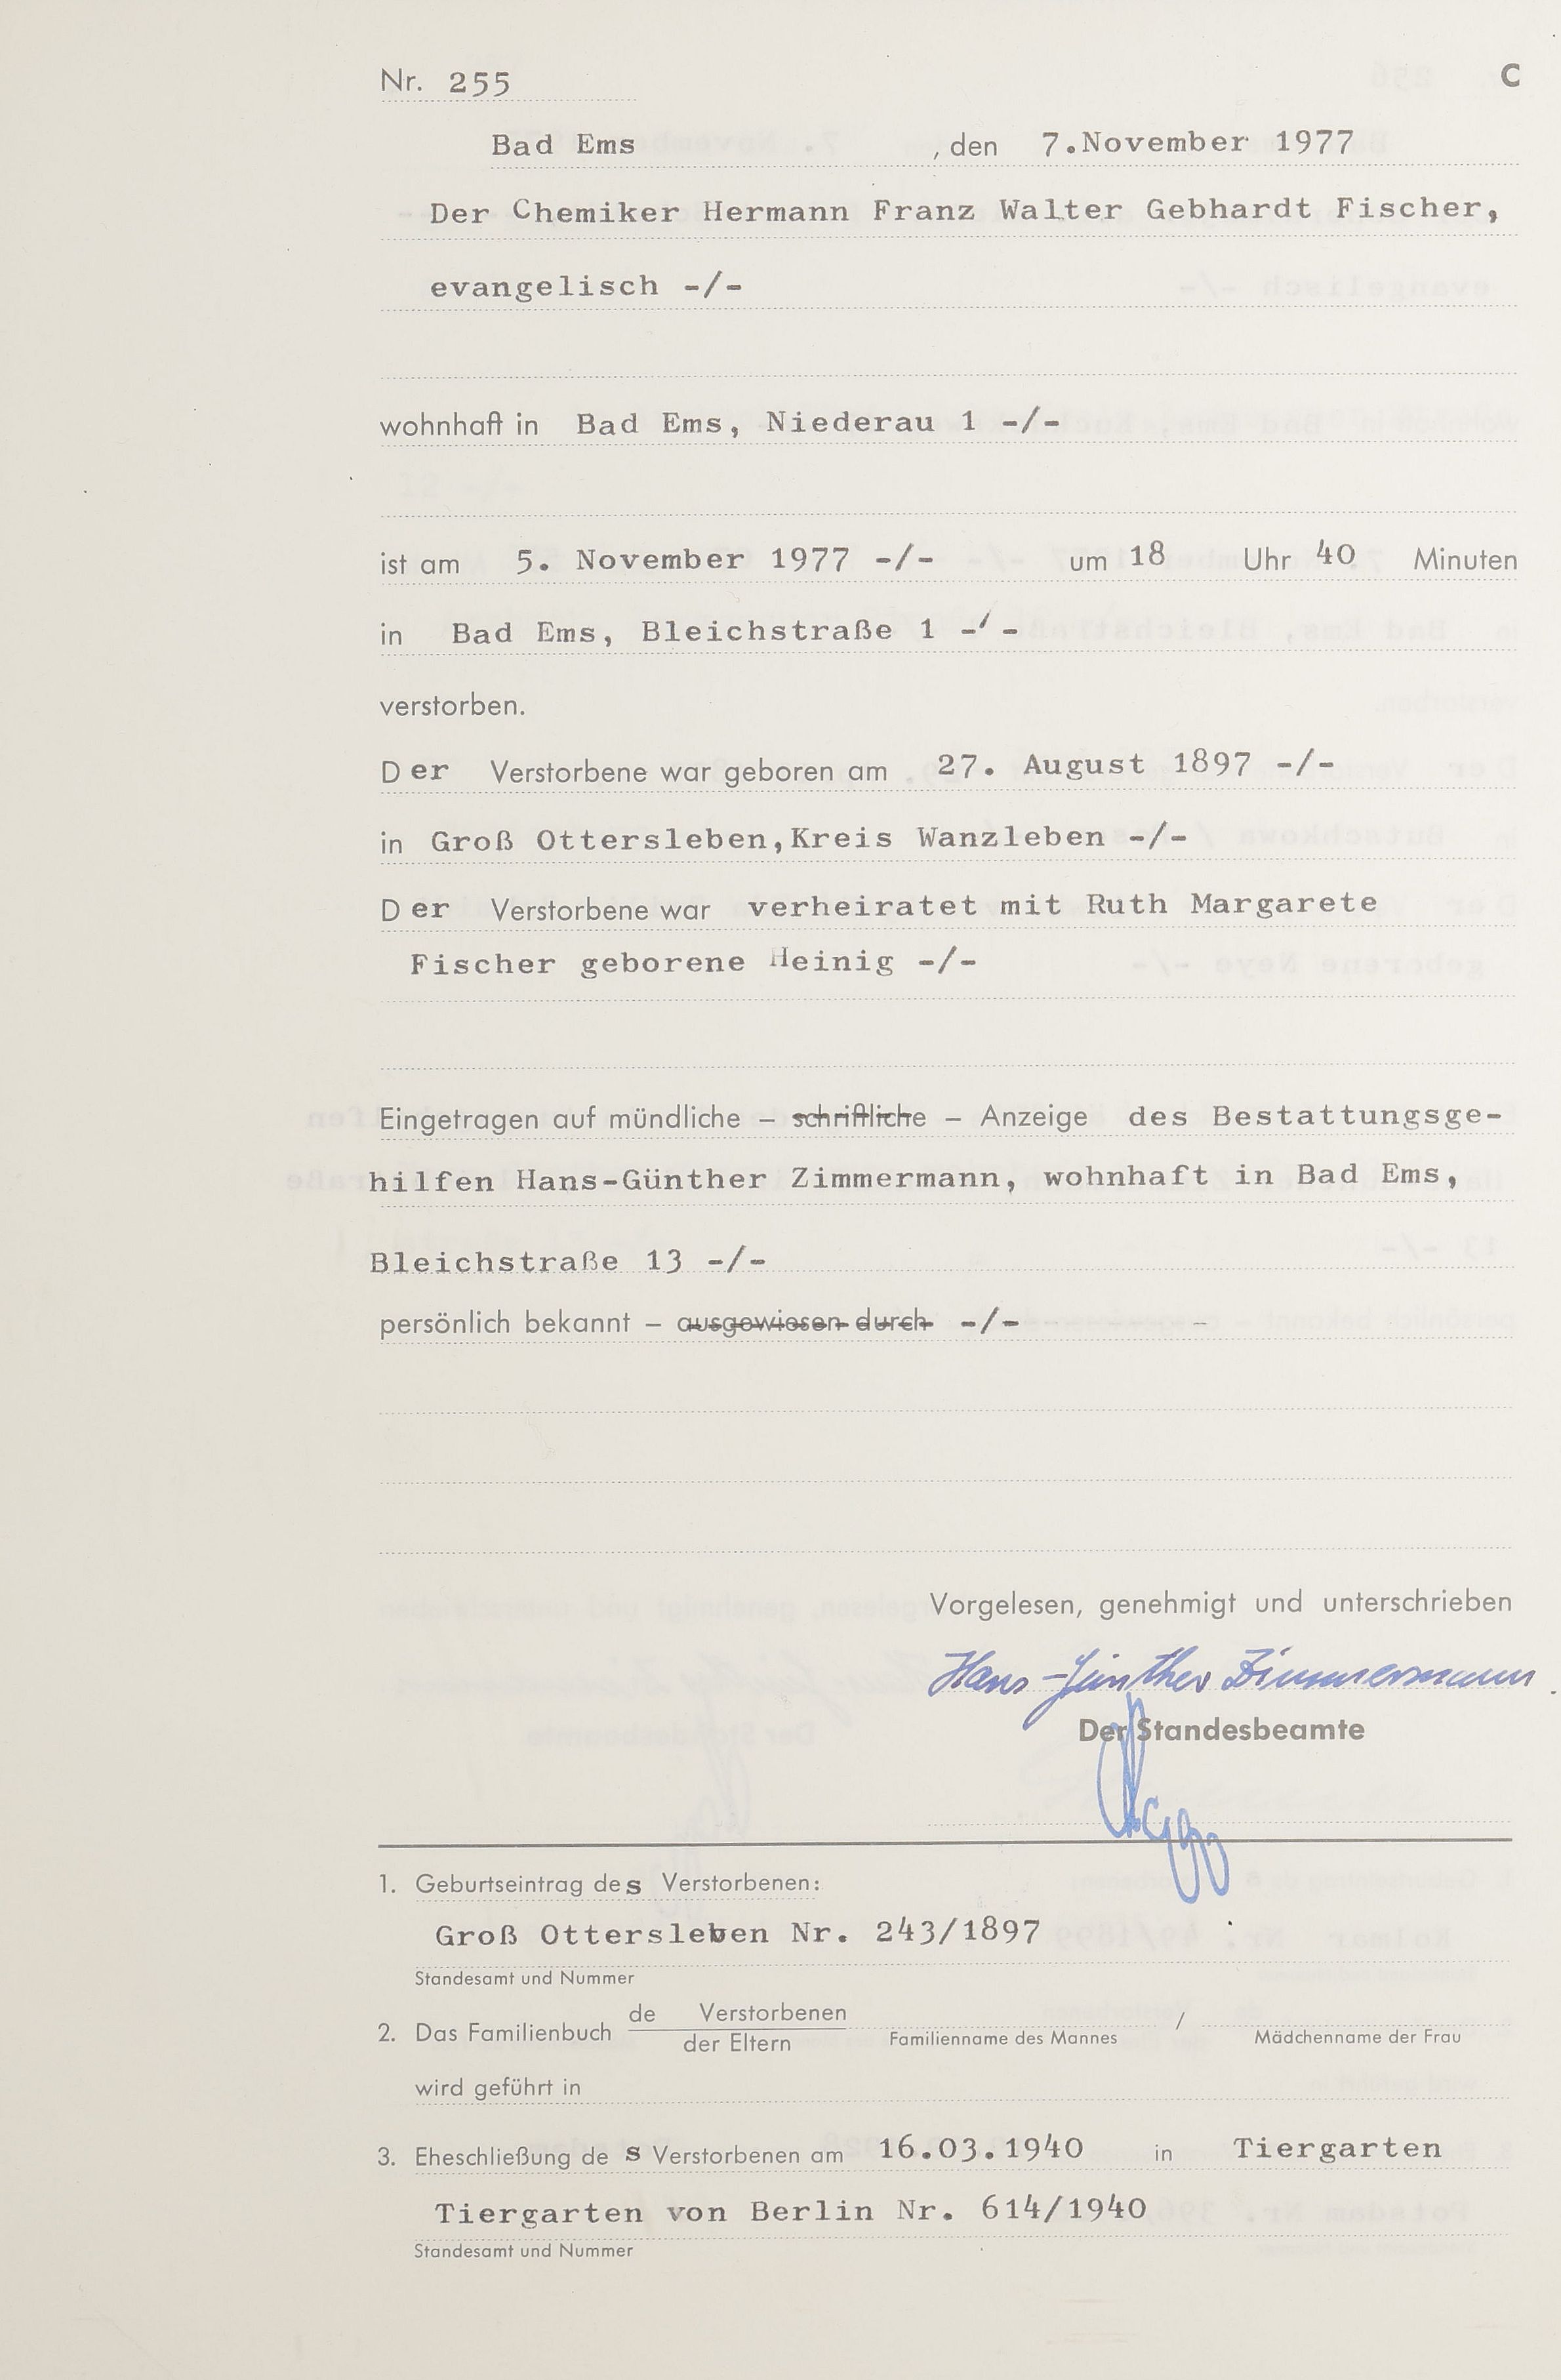 Nr. 255 C
Bad Ems , den 7.November 1977
Der Chemiker Hermann Franz Walter Gebhardt Fischer,
evangelisch -/-
wohnhaft in Bad Ems, Niederau 1 -/-
ist am 5. November 1977 -/- um 18 Uhr 40 Minuten
in Bad Ems, Bleichstraße 1 -/-
verstorben.
Der Verstorbene war geboren am 27. August 1897 -/-
in Groß Ottersleben,Kreis Wanzleben -/-
Der Verstorbene war verheiratet mit Ruth Margarete
Fischer geborene Heinig -/-
Eingetragen auf mündliche – schriftliche – Anzeige des Bestattungsge-
hilfen Hans-Günther Zimmermann, wohnhaft in Bad Ems,
Bleichstraße 13 -/-
persönlich bekannt – ausgewiesen durch -/-
Vorgelesen, genehmigt und unterschrieben
Hans-Günther Zimmermann
Der Standesbeamte
1. Geburtseintrag des Verstorbenen:
Groß Ottersleben Nr. 243/1897
Standesamt und Nummer
de Verstorbenen
2. Das Familienbuch /
der Eltern Familienname des Mannes Mädchenname der Frau
wird geführt in
3. Eheschließung des Verstorbenen am 16.03.1940 in Tiergarten
Tiergarten von Berlin Nr. 614/1940
Standesamt und Nummer